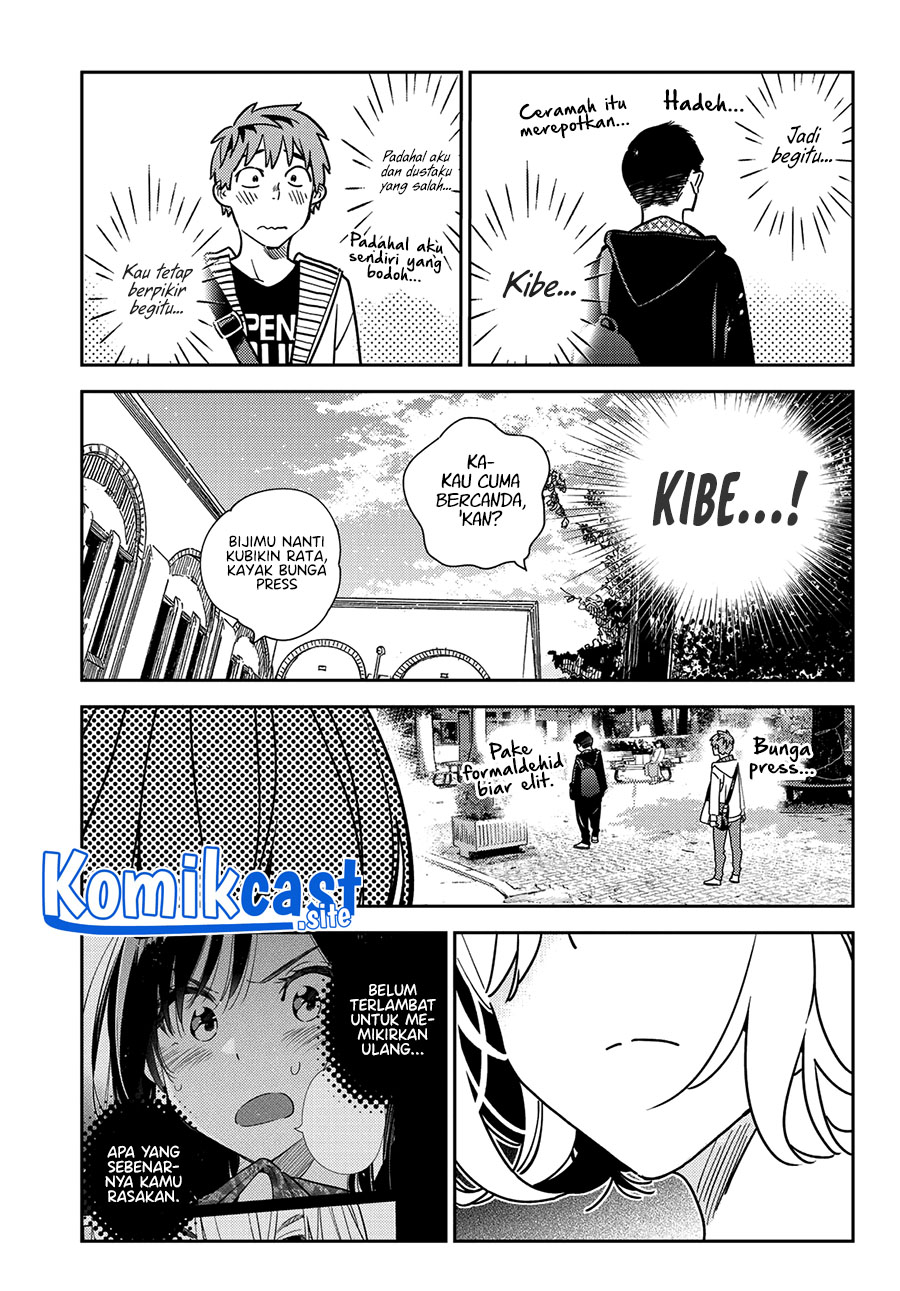 Ceramah itu
merepotkan...
Hadeh...
Jadi
begitu...
Kibe...
Padahal aku
dan dustaku
yang salah...
Padahal aku
sendiri yang
bodoh...
Kau tetap
berpikir
begitu...
PEN
KIBE...!
KA-
KAU CUMA
BERCANDA,
'KAN?
BIJIMU NANTI
KUBIKIN RATA,
KAYAK BUNGA
PRESS
Bunga
press...
Pake
formaldehid
biar elit.
Komikcast
.site
BELUM
TERLAMBAT
UNTUK ME-
MIKIRKAN
ULANG...
APA YANG
SEBENAR-
NYA KAMU
RASAKAN.